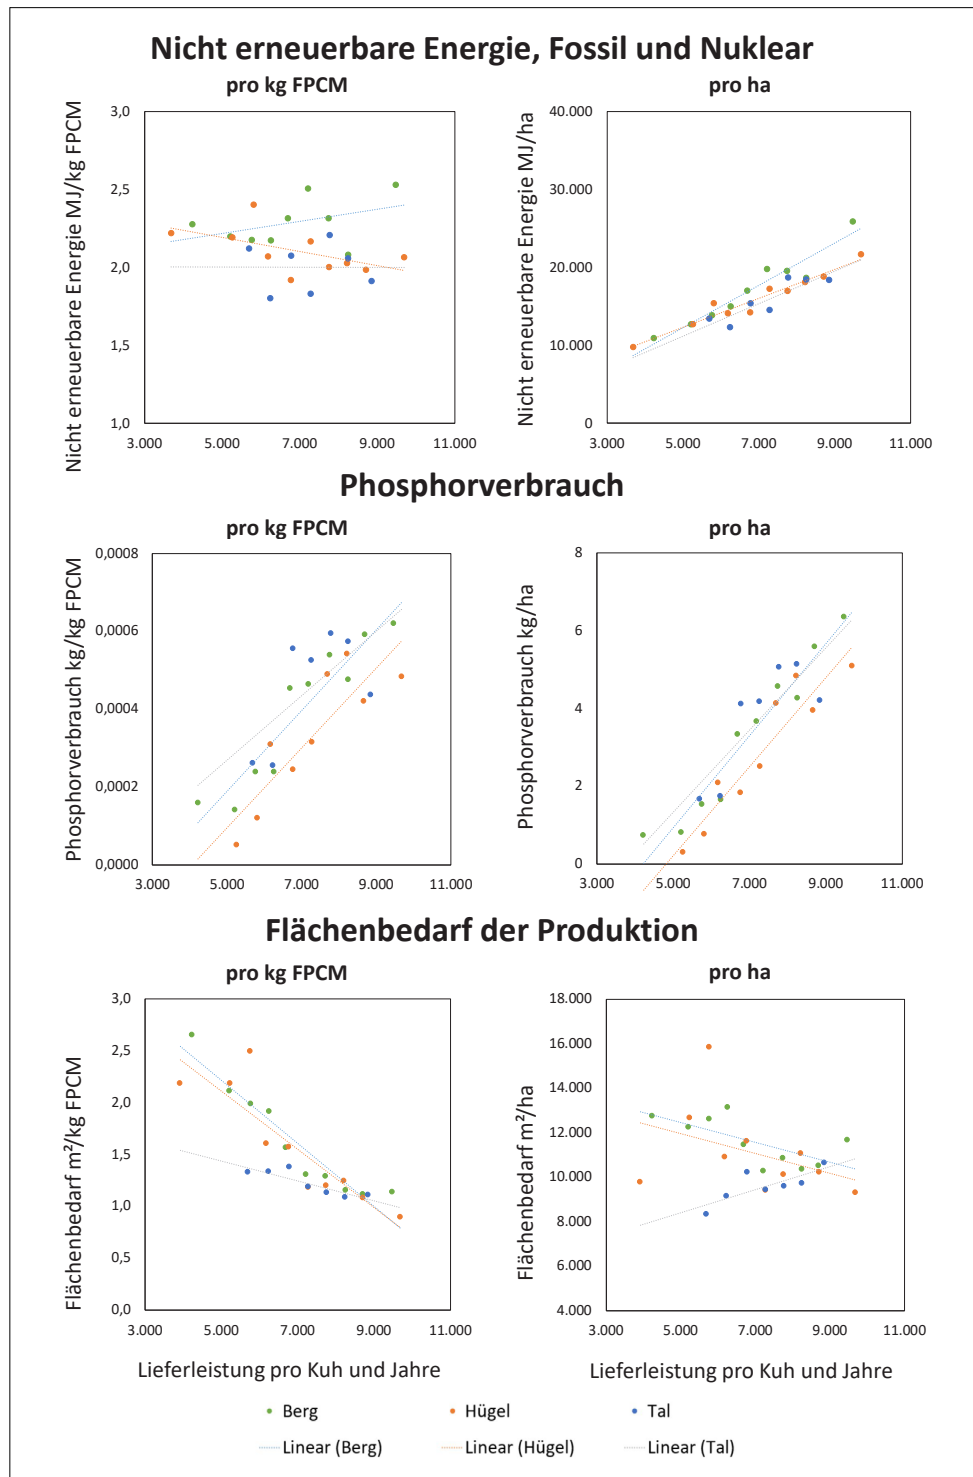 Nicht erneuerbare Energie, Fossil und Nuklear
pro kg FPCM
Nicht erneuerbare Energie MJ/kg FPCM
3,0
2,5
2,0
1,5
1,0
3.000 5.000 7.000 9.000 11.000
pro ha
Nicht erneuerbare Energie MJ/ha
40.000
30.000
20.000
10.000
0
3.000 5.000 7.000 9.000 11.000
Phosphorverbrauch
pro kg FPCM
Phosphorverbrauch kg/kg FPCM
0,0008
0,0006
0,0004
0,0002
0,0000
3.000 5.000 7.000 9.000 11.000
pro ha
Phosphorverbrauch kg/ha
8
6
4
2
0
3.000 5.000 7.000 9.000 11.000
Flächenbedarf der Produktion
pro kg FPCM
Flächenbedarf m²/kg FPCM
3,0
2,5
2,0
1,5
1,0
0,5
0,0
3.000 5.000 7.000 9.000 11.000
Lieferleistung pro Kuh und Jahre
pro ha
Flächenbedarf m²/ha
18.000
16.000
14.000
12.000
10.000
8.000
6.000
4.000
3.000 5.000 7.000 9.000 11.000
Lieferleistung pro Kuh und Jahre
Berg Hügel Tal
Linear (Berg) Linear (Hügel) Linear (Tal)